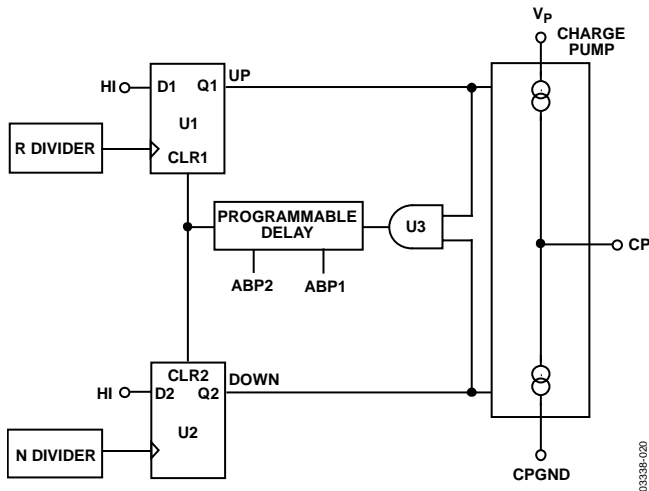 VP
CHARGE
PUMP
HI
D1
Q1
UP
U1
CLR1
R DIVIDER
PROGRAMMABLE
DELAY
U3
CP
ABP2
ABP1
CLR2
DOWN
HI
D2
Q2
U2
N DIVIDER
CPGND
03338-020